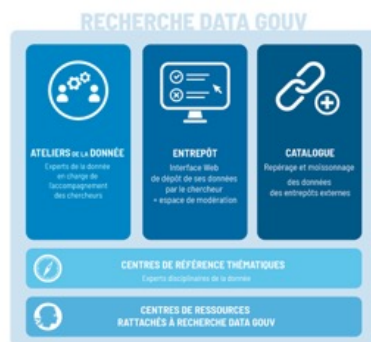 RECHERCHE DATA GOUV
ATELIERS DE LA DONNÉE
Experts de la donnée
en charge de
l'accompagnement
des chercheurs
ENTREPÔT
Interface Web
de dépôt de ses données
par le chercheur
+ espace de modération
CATALOGUE
Repérage et moissonnage
des données
des entrepôts externes
CENTRES DE RÉFÉRENCE THÉMATIQUES
Experts disciplinaires de la donnée
CENTRES DE RESSOURCES
RATTACHÉS À RECHERCHE DATA GOUV